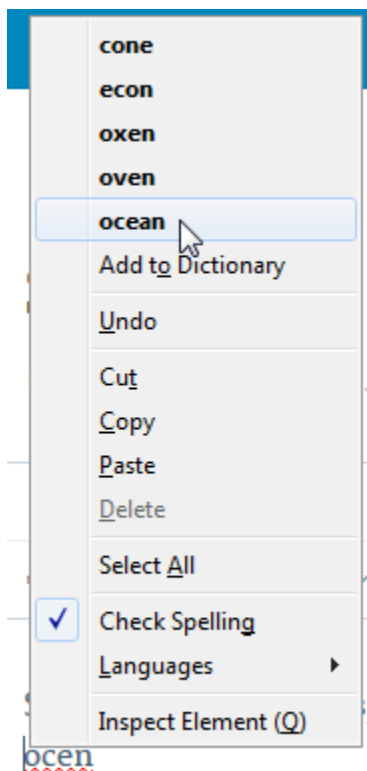 cone
econ
oxen
oven
ocean
Add to Dictionary
Undo
Cut
Copy
Paste
Delete
Select All
Check Spelling
Languages
Inspect Element (Q)
ocen